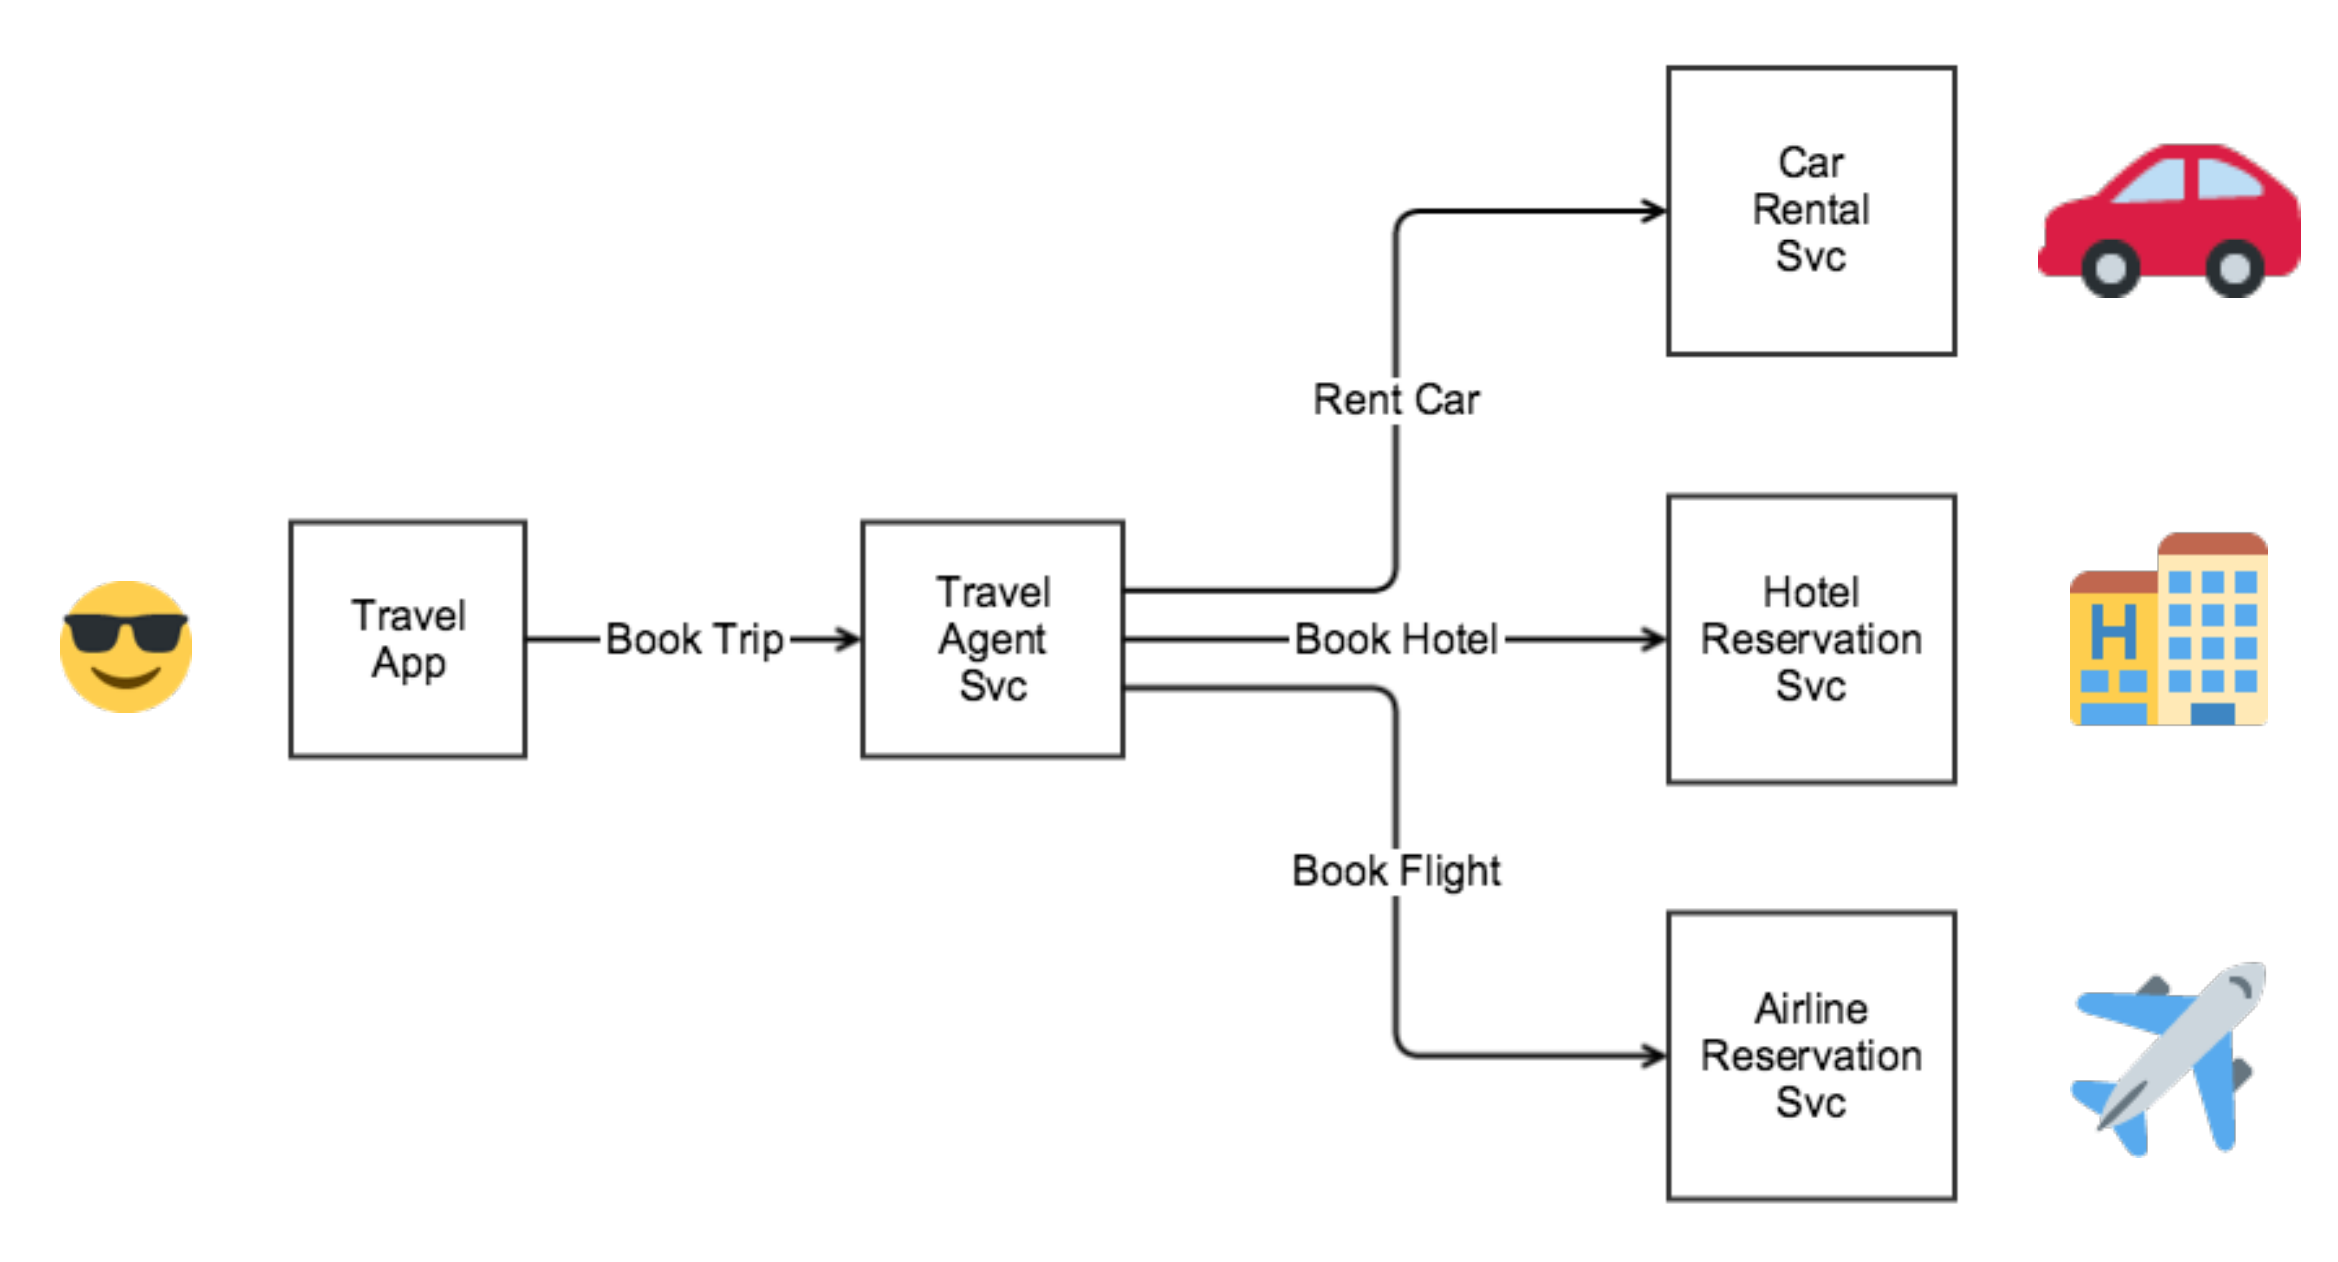 Travel
App
Book Trip
Travel
Agent
Svc
Rent Car
Book Hotel
Book Flight
Car
Rental
Svc
Hotel
Reservation
Svc
H
Airline
Reservation
Svc